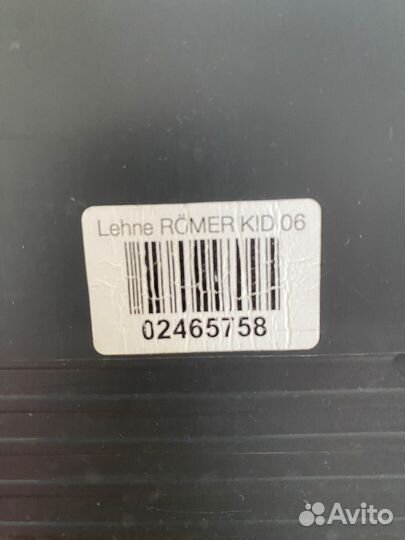 Lehne RÖMER KID 06
02465758
Avito